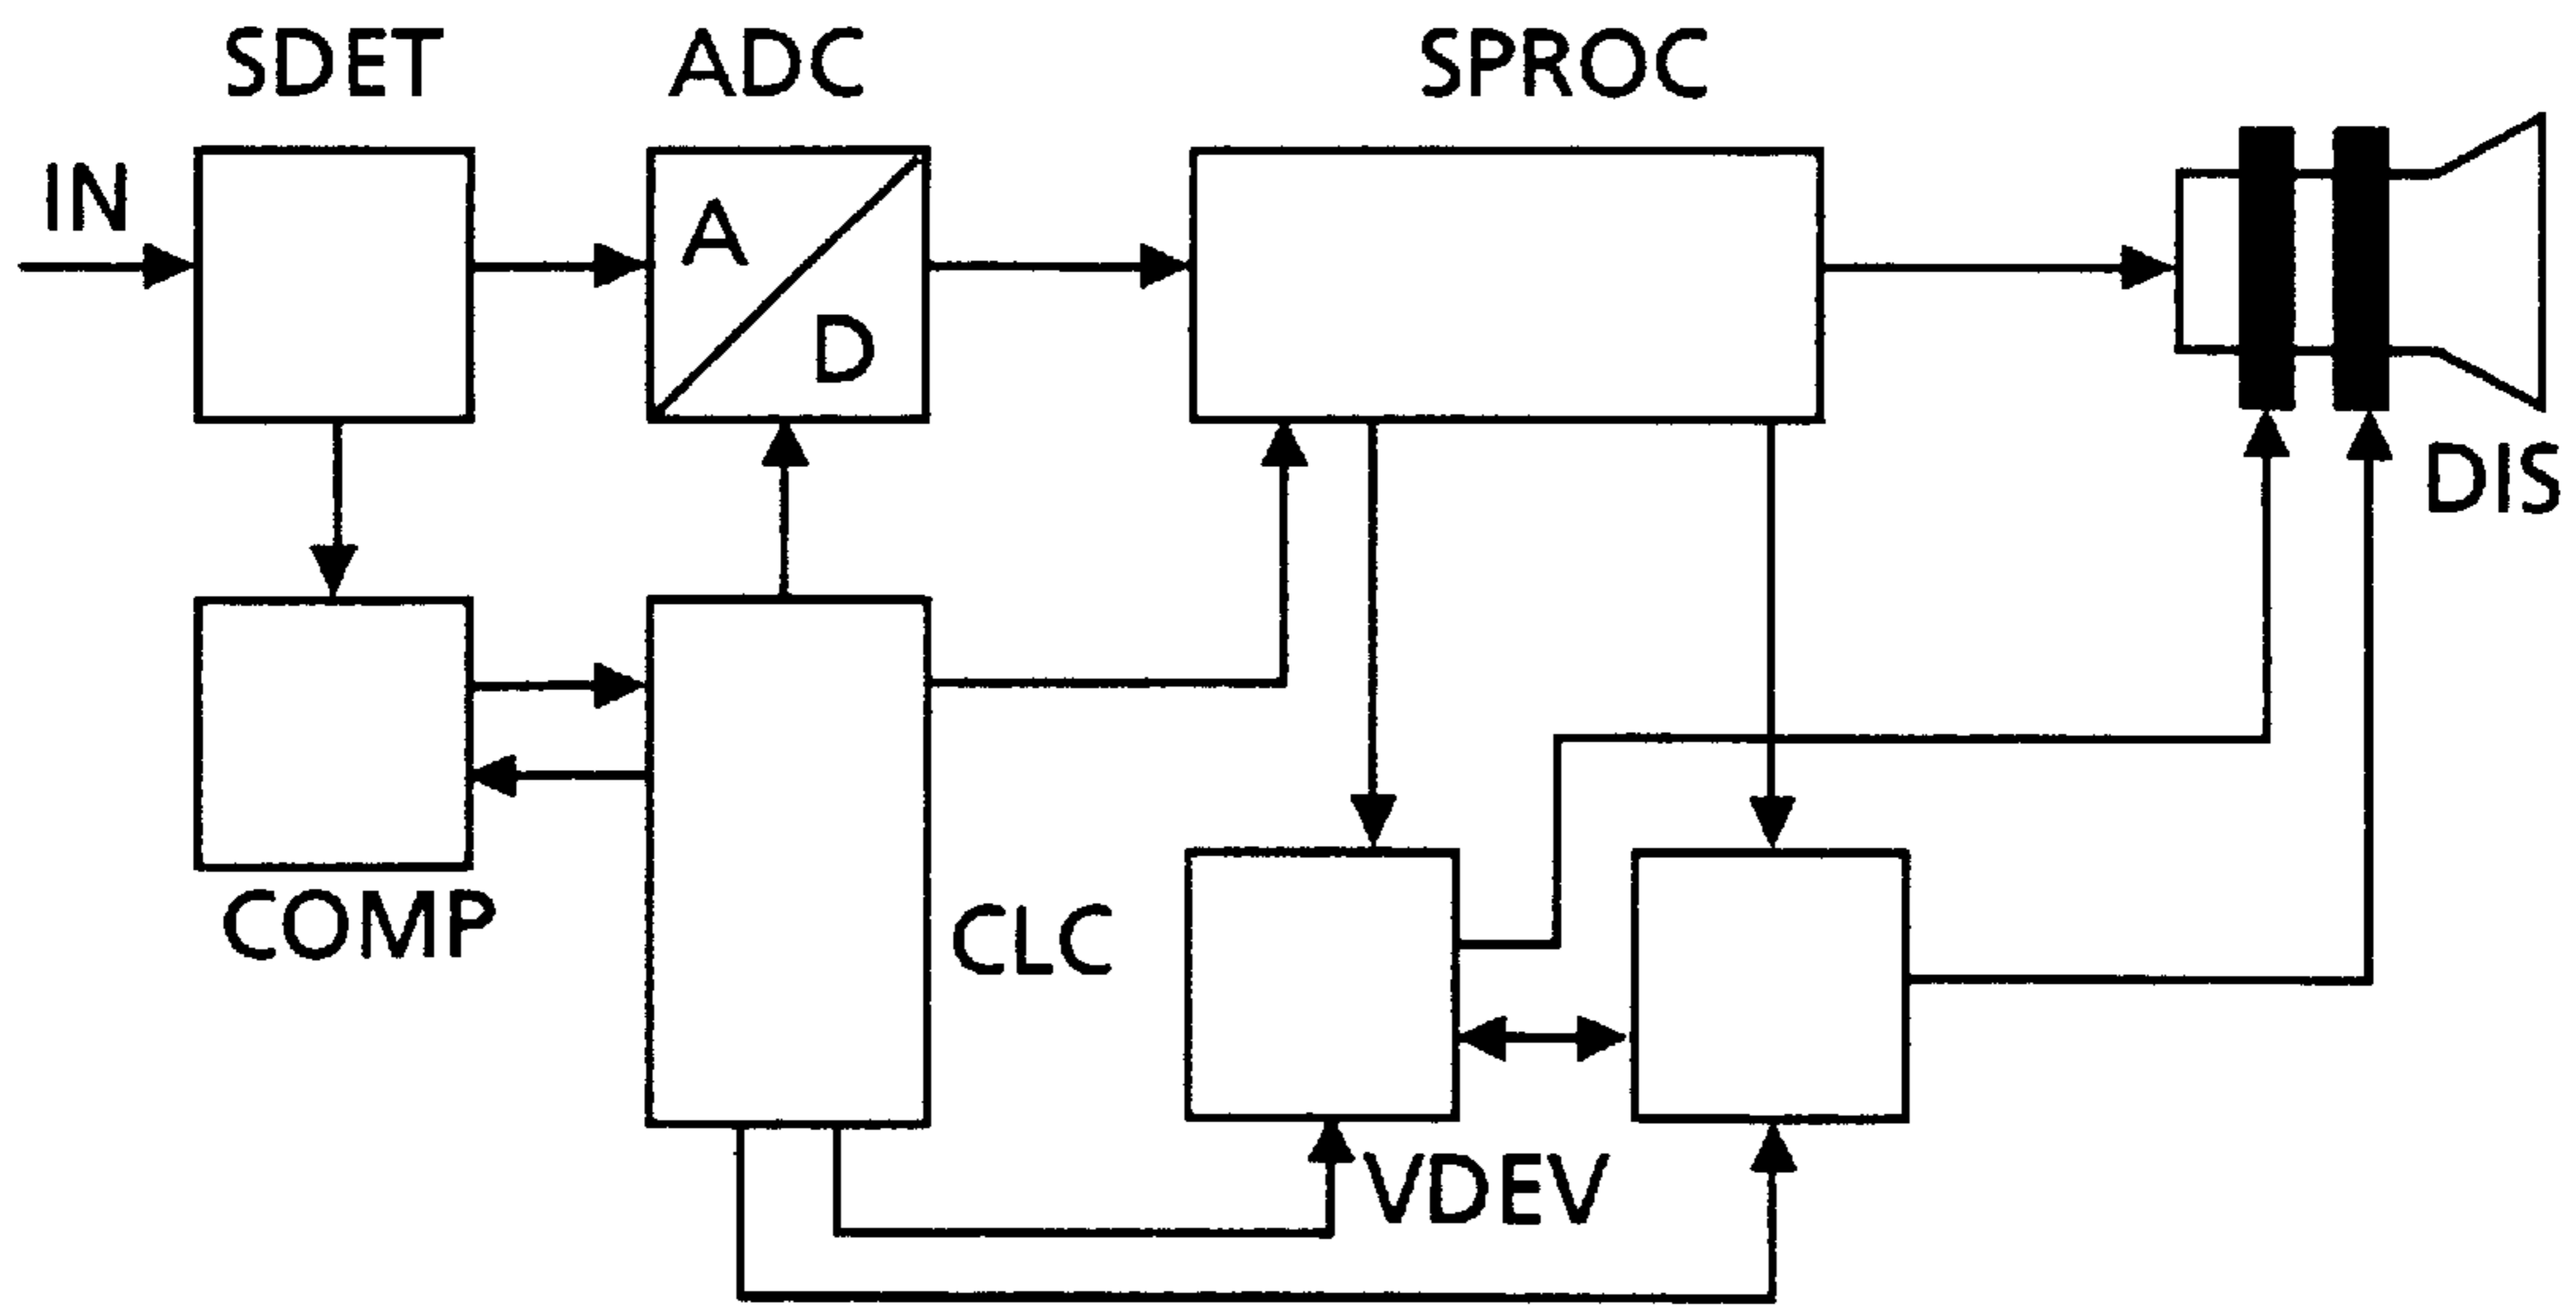 SDET
ADC
SPROC
IN
A
D
DIS
COMP
CLC
VDEV